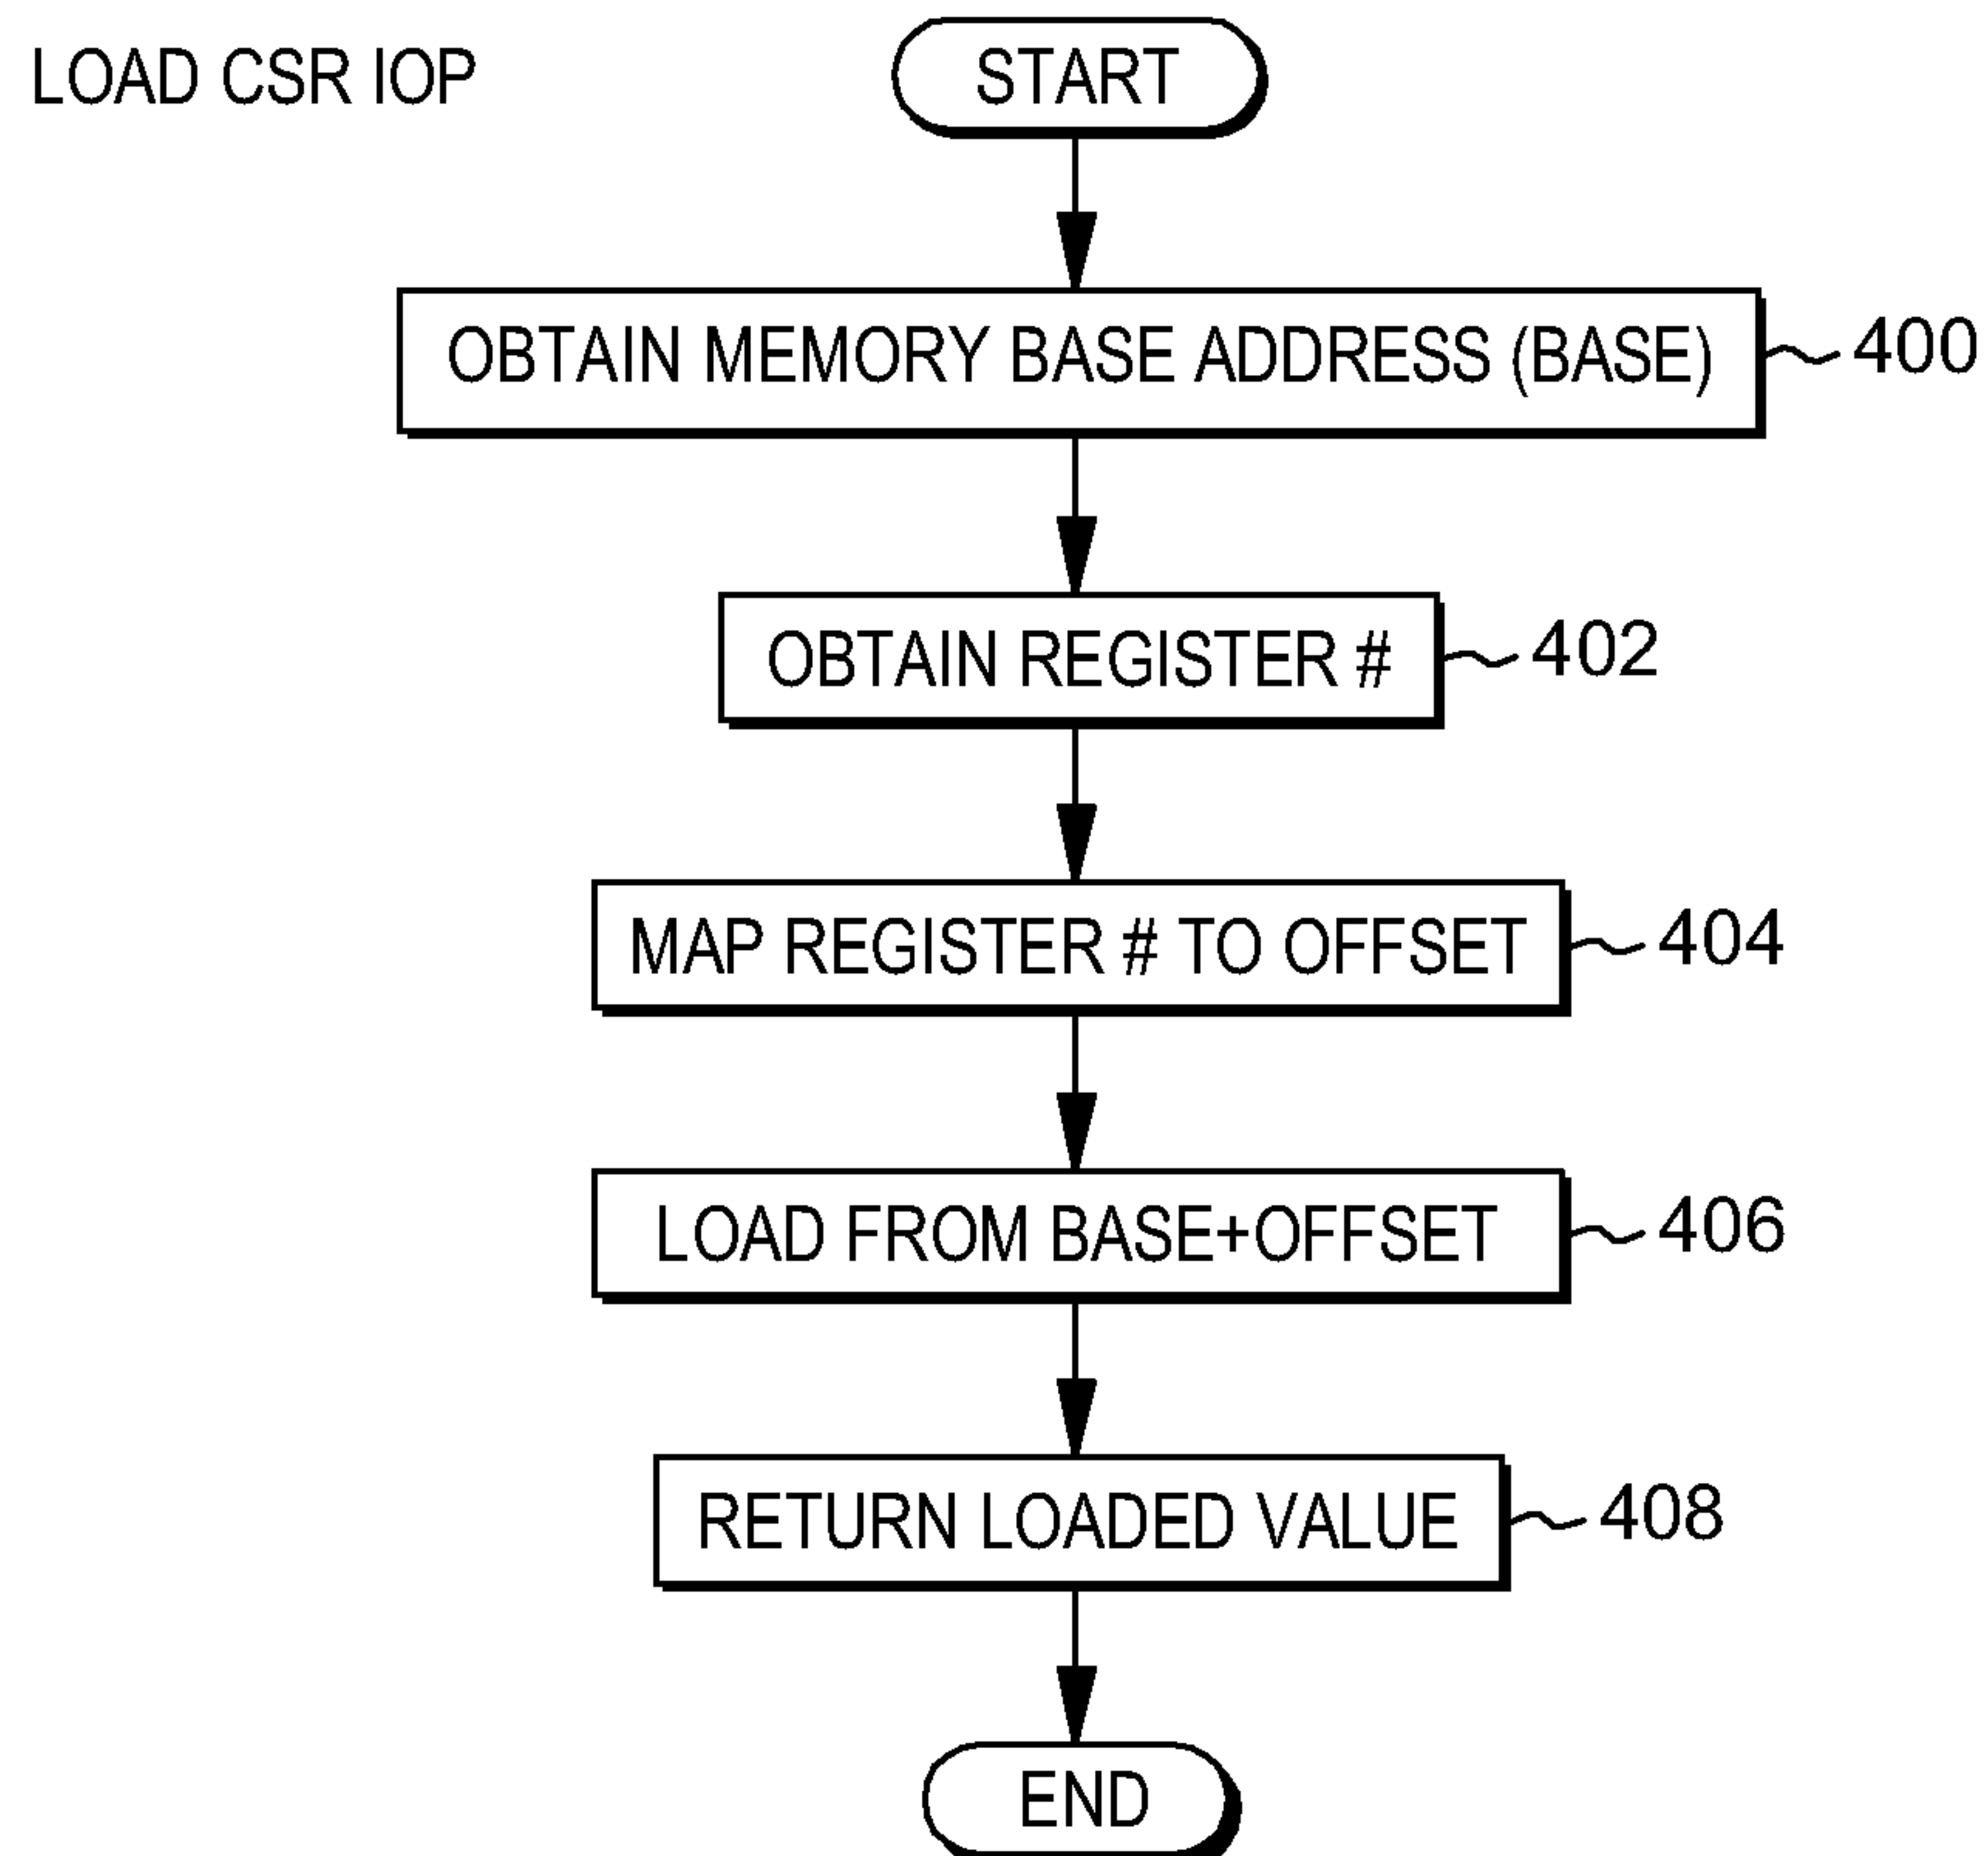 LOAD CSR IOP
START
OBTAIN MEMORY BASE ADDRESS (BASE)
400
OBTAIN REGISTER #
402
MAP REGISTER # TO OFFSET
404
LOAD FROM BASE+OFFSET
406
RETURN LOADED VALUE
408
END